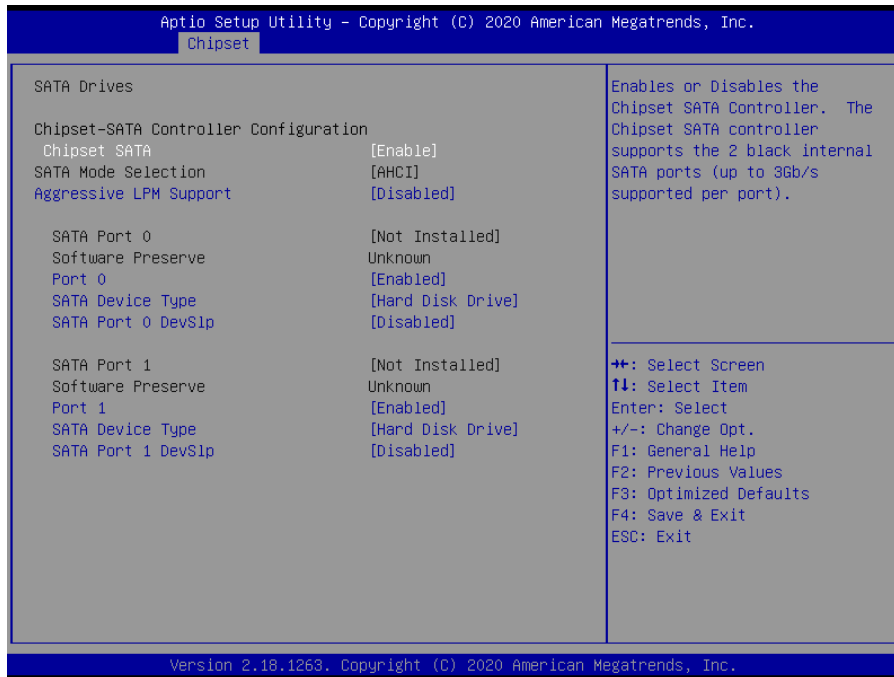 Aptio Setup Utility – Copyright (C) 2020 American Megatrends, Inc.
Chipset
SATA Drives
Chipset-SATA Controller Configuration
Chipset SATA [Enable]
SATA Mode Selection [AHCI]
Aggressive LPM Support [Disabled]
SATA Port 0 [Not Installed]
Software Preserve Unknown
Port 0 [Enabled]
SATA Device Type [Hard Disk Drive]
SATA Port 0 DevSlp [Disabled]
SATA Port 1 [Not Installed]
Software Preserve Unknown
Port 1 [Enabled]
SATA Device Type [Hard Disk Drive]
SATA Port 1 DevSlp [Disabled]
Enables or Disables the
Chipset SATA Controller. The
Chipset SATA controller
supports the 2 black internal
SATA ports (up to 3Gb/s
supported per port).
→←: Select Screen
↑↓: Select Item
Enter: Select
+/-: Change Opt.
F1: General Help
F2: Previous Values
F3: Optimized Defaults
F4: Save & Exit
ESC: Exit
Version 2.18.1263. Copyright (C) 2020 American Megatrends, Inc.